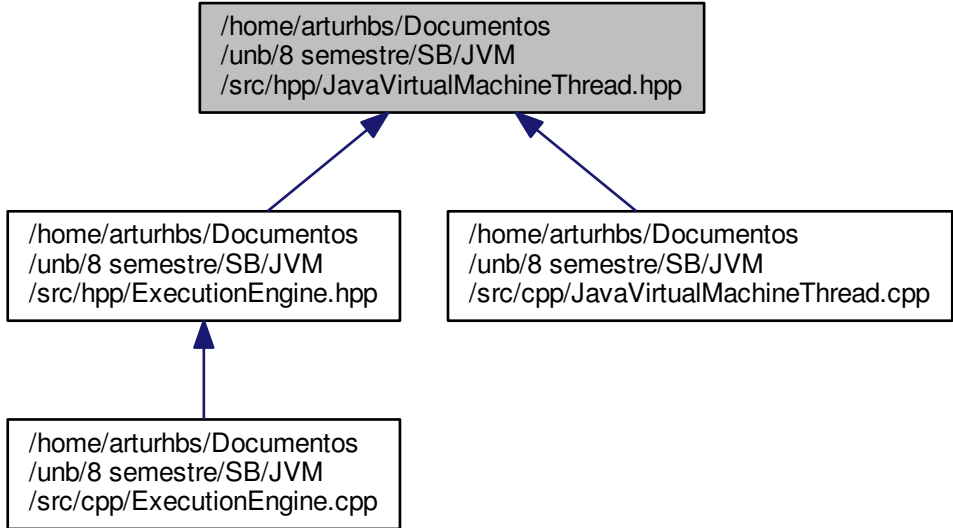 /home/arturhbs/Documentos
/unb/8 semestre/SB/JVM
/src/hpp/JavaVirtualMachineThread.hpp
/home/arturhbs/Documentos
/unb/8 semestre/SB/JVM
/src/hpp/ExecutionEngine.hpp
/home/arturhbs/Documentos
/unb/8 semestre/SB/JVM
/src/cpp/JavaVirtualMachineThread.cpp
/home/arturhbs/Documentos
/unb/8 semestre/SB/JVM
/src/cpp/ExecutionEngine.cpp